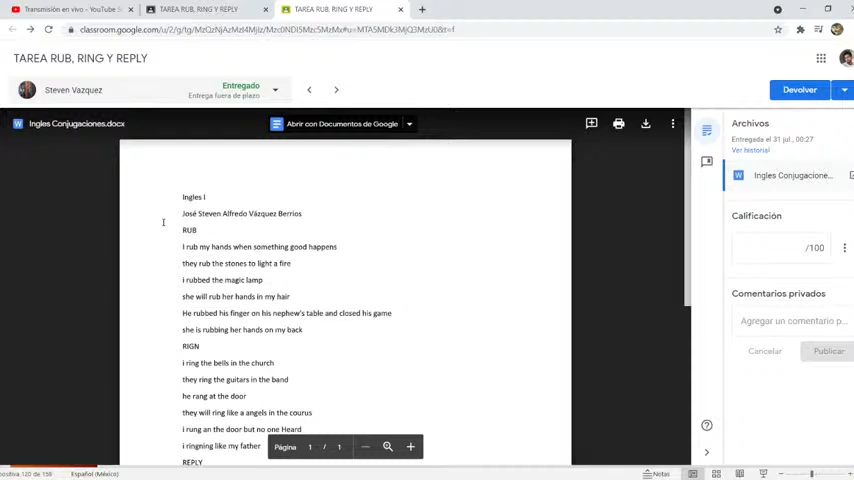 Transmisión en vivo - YouTube S
TAREA RUB, RING Y REPLY
TAREA RUB, RING Y REPLY
TAREA RUB, RING Y REPLY
Steven Vazquez
Entregado
Entrega fuera de plazo
Devolver
Ingles Conjugaciones.docx
Abrir con Documentos de Google
Ingles I
José Steven Alfredo Vázquez Berrios
RUB
I rub my hands when something good happens
they rub the stones to light a fire
i rubbed the magic lamp
she will rub her hands in my hair
He rubbed his finger on his nephew's table and closed his game
she is rubbing her hands on my back
RIGN
i ring the bells in the church
they ring the guitars in the band
he rang at the door
they will ring like a angels in the courus
i rung an the door but no one Heard
i ringning like my father
REPLY
Página 1 / 1
Archivos
Entregada el 31 jul., 00:27
Ver historial
Ingles Conjugacione...
Calificación
/100
Comentarios privados
Agregar un comentario p...
Cancelar
Publicar
positiva 120 de 156
Español (México)
Notas